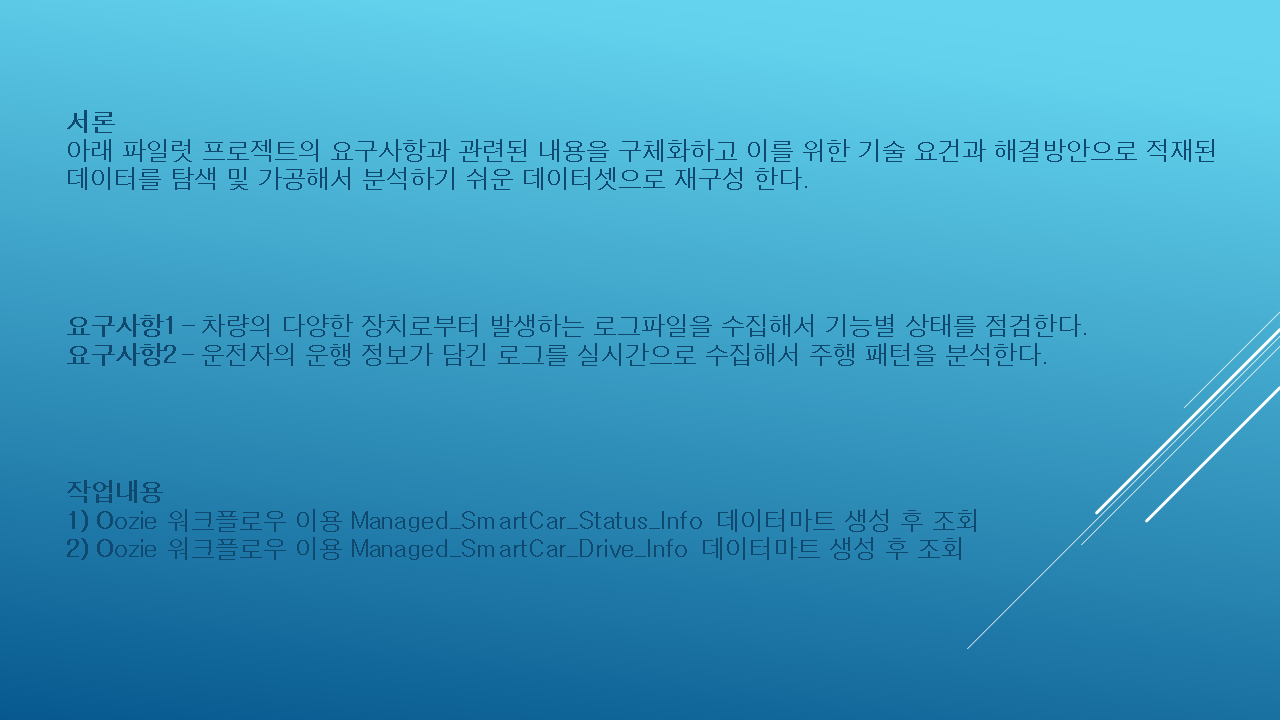 서론
아래 파일럿 프로젝트의 요구사항과 관련된 내용을 구체화하고 이를 위한 기술 요건과 해결방안으로 적재된
데이터를 탐색 및 가공해서 분석하기 쉬운 데이터셋으로 재구성 한다.
요구사항1 – 차량의 다양한 장치로부터 발생하는 로그파일을 수집해서 기능별 상태를 점검한다.
요구사항2 – 운전자의 운행 정보가 담긴 로그를 실시간으로 수집해서 주행 패턴을 분석한다.
작업내용
1) Oozie 워크플로우 이용 Managed_SmartCar_Status_Info 데이터마트 생성 후 조회
2) Oozie 워크플로우 이용 Managed_SmartCar_Drive_Info 데이터마트 생성 후 조회